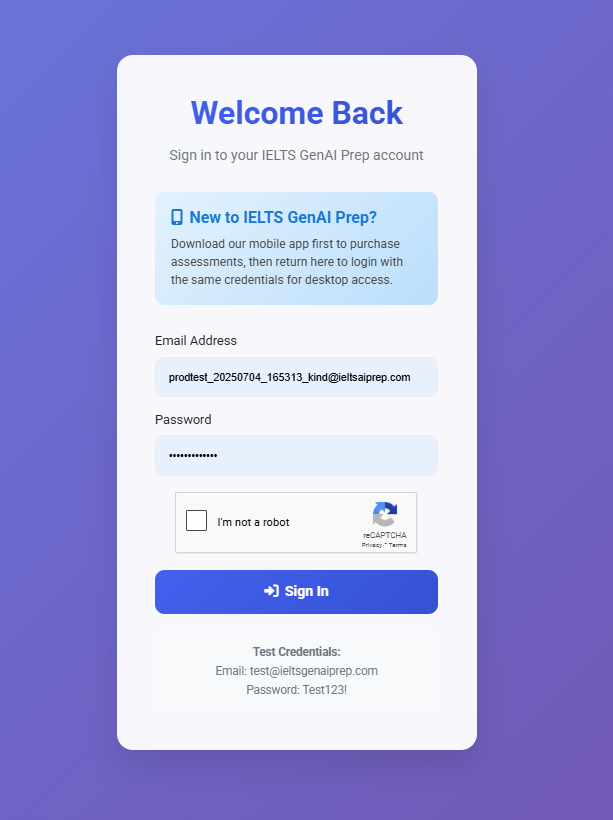 Welcome Back
Sign in to your IELTS GenAI Prep account
New to IELTS GenAI Prep?
Download our mobile app first to purchase
assessments, then return here to login with
the same credentials for desktop access.
Email Address
prodtest_20250704_165313_kind@ieltsaiprep.com
Password
•••••••••••••
I'm not a robot
reCAPTCHA
Privacy - Terms
Sign In
Test Credentials:
Email: test@ieltsgenaiprep.com
Password: Test123!